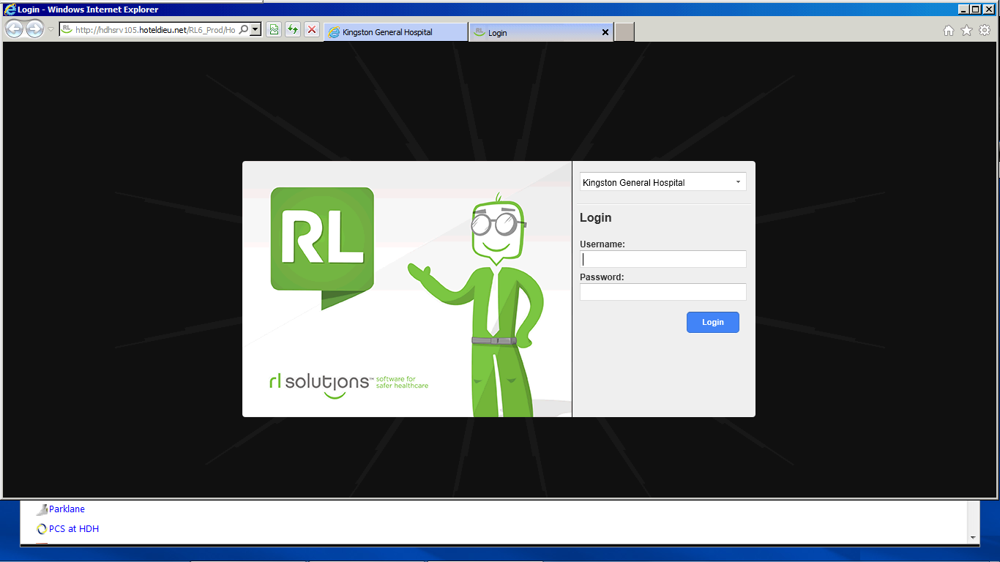 Login - Windows Internet Explorer
http://hdhsrv105.hoteldieu.net/RL6_Prod/Ho
Kingston General Hospital
Login
RL
rl solutions™ software for
safer healthcare
Kingston General Hospital
Login
Username:
Password:
Login
Parklane
PCS at HDH